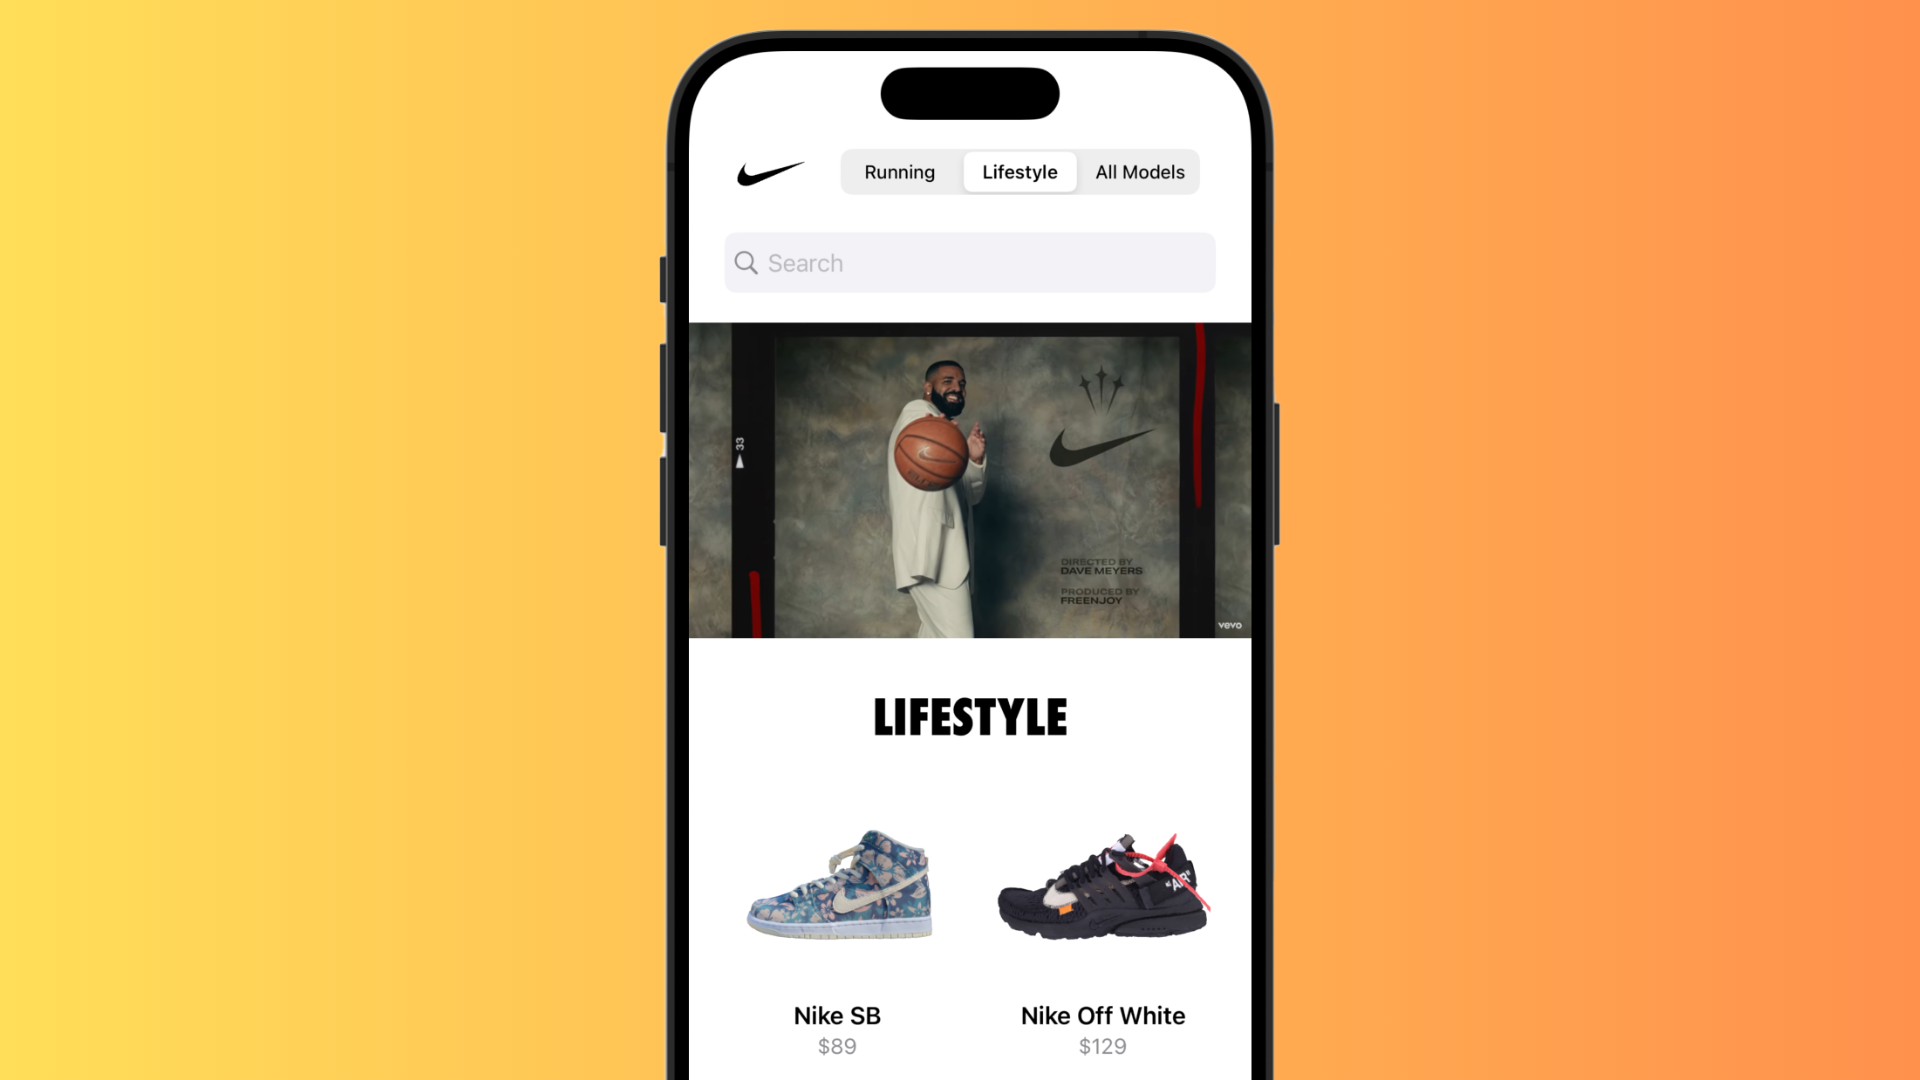 Running
Lifestyle
All Models
Search
33
DIRECTED BY
DAVE MEYERS
PRODUCED BY
FREENJOY
vevo
LIFESTYLE
"AIR"
Nike SB
$89
Nike Off White
$129